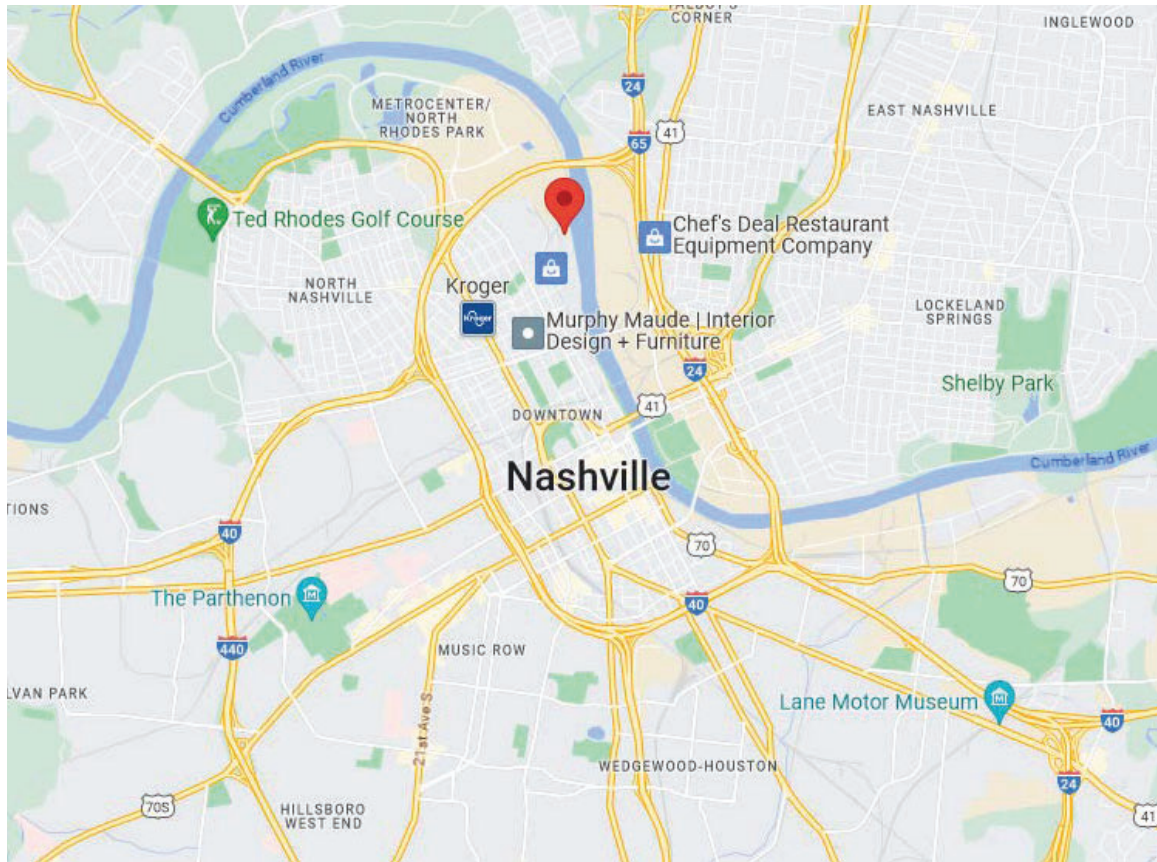 CORNER
INGLEWOOD
Cumberland River
24
METROCENTER/
NORTH
RHODES PARK
EAST NASHVILLE
41
65
Ted Rhodes Golf Course
Chef's Deal Restaurant
Equipment Company
NORTH
NASHVILLE
Kroger
Kroger
LOCKELAND
SPRINGS
Murphy Maude | Interior
Design + Furniture
24
Shelby Park
41
DOWNTOWN
Cumberland River
Nashville
TIONS
40
70
70
The Parthenon
40
440
MUSIC ROW
LVAN PARK
Lane Motor Museum
40
21st Ave S
WEDGEWOOD-HOUSTON
24
70S
HILLSBORO
WEST END
41